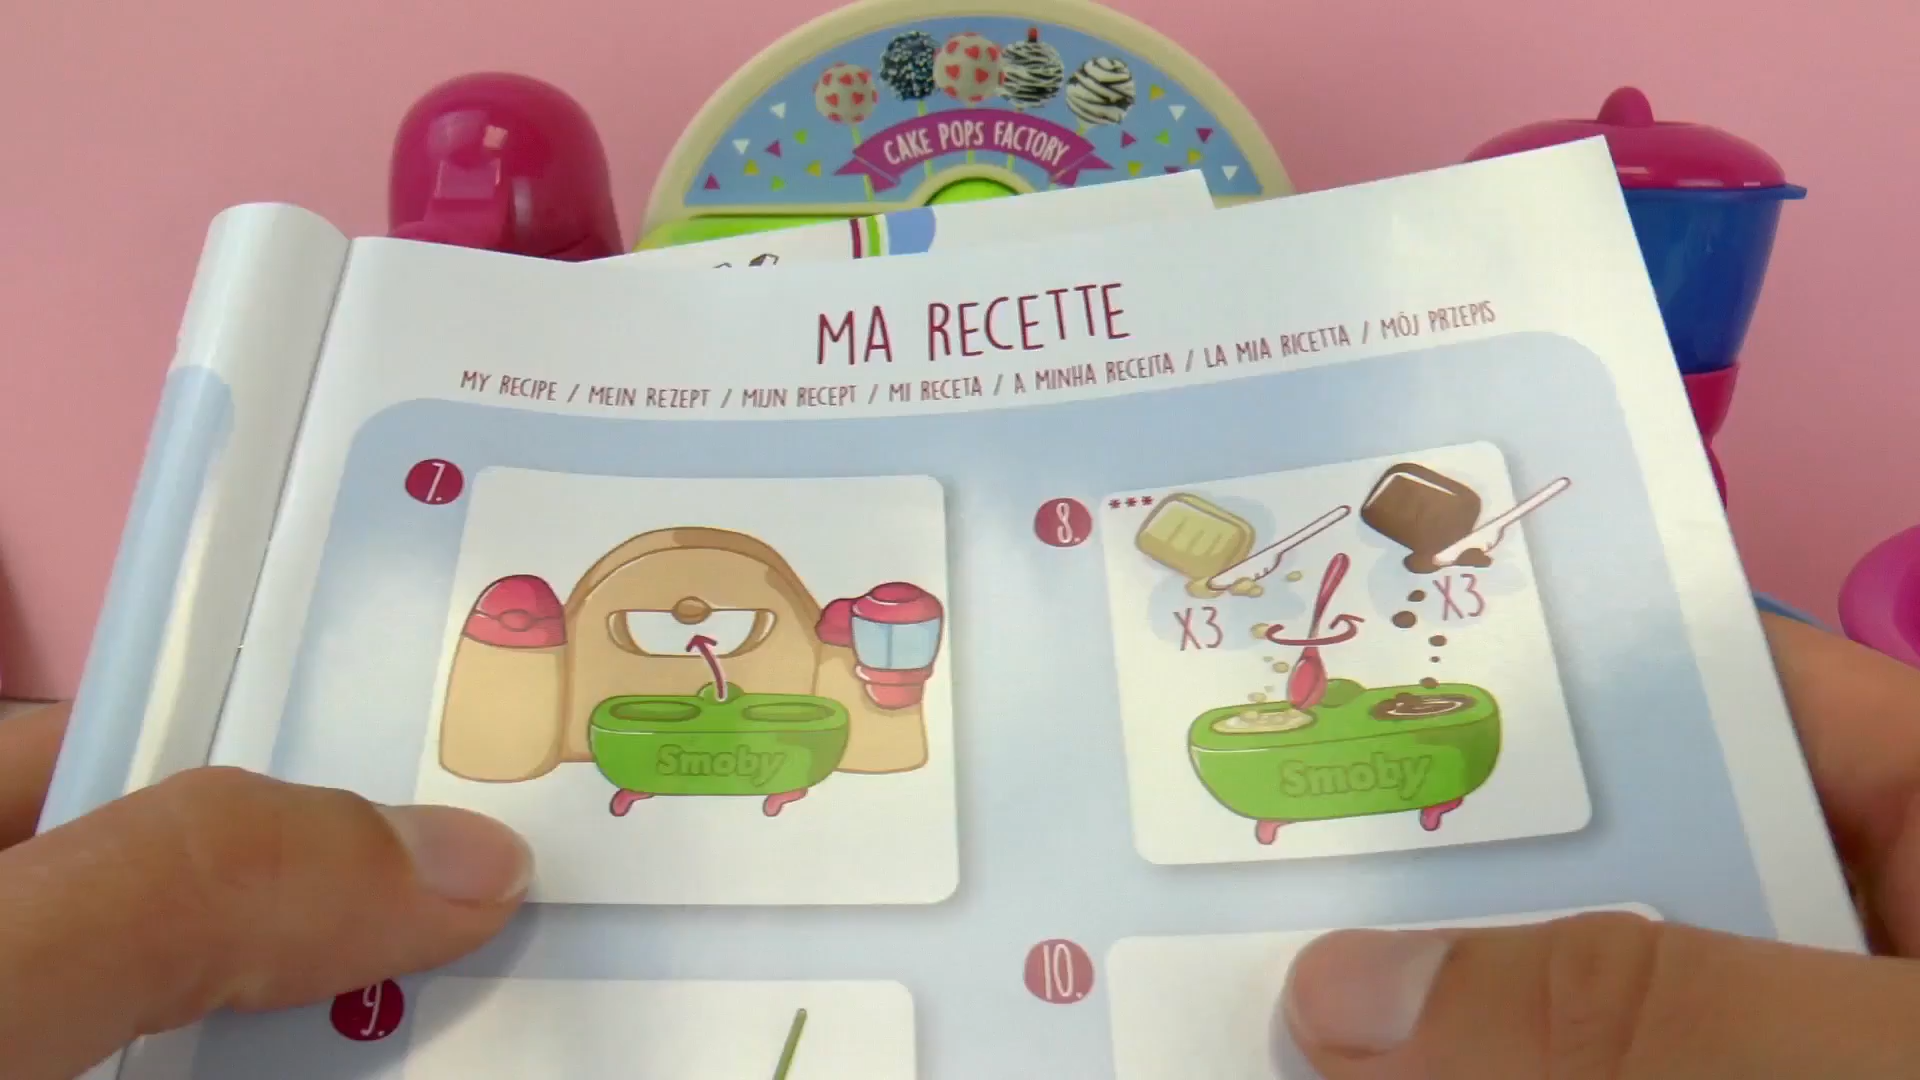 CAKE POPS FACTORY
MA RECETTE
MY RECIPE / MEIN REZEPT / MIJN RECEPT / MI RECETA / A MINHA RECEITA / LA MIA RICETTA / MÓJ PRZEPIS
7.
8.
***
X3
X3
Smoby
Smoby
9.
10.